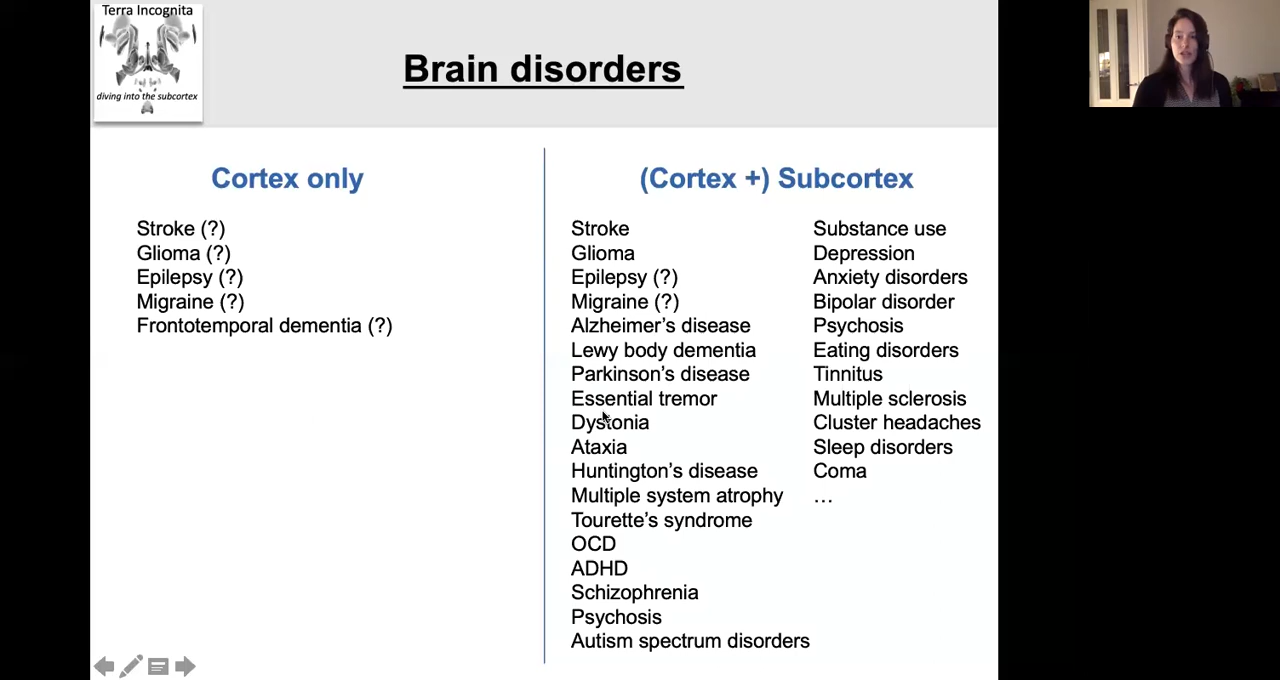 Terra Incognita
diving into the subcortex
Brain disorders
Cortex only
Stroke (?)
Glioma (?)
Epilepsy (?)
Migraine (?)
Frontotemporal dementia (?)
(Cortex +) Subcortex
Stroke
Glioma
Epilepsy (?)
Migraine (?)
Alzheimer’s disease
Lewy body dementia
Parkinson’s disease
Essential tremor
Dystonia
Ataxia
Huntington’s disease
Multiple system atrophy
Tourette’s syndrome
OCD
ADHD
Schizophrenia
Psychosis
Autism spectrum disorders
Substance use
Depression
Anxiety disorders
Bipolar disorder
Psychosis
Eating disorders
Tinnitus
Multiple sclerosis
Cluster headaches
Sleep disorders
Coma
…